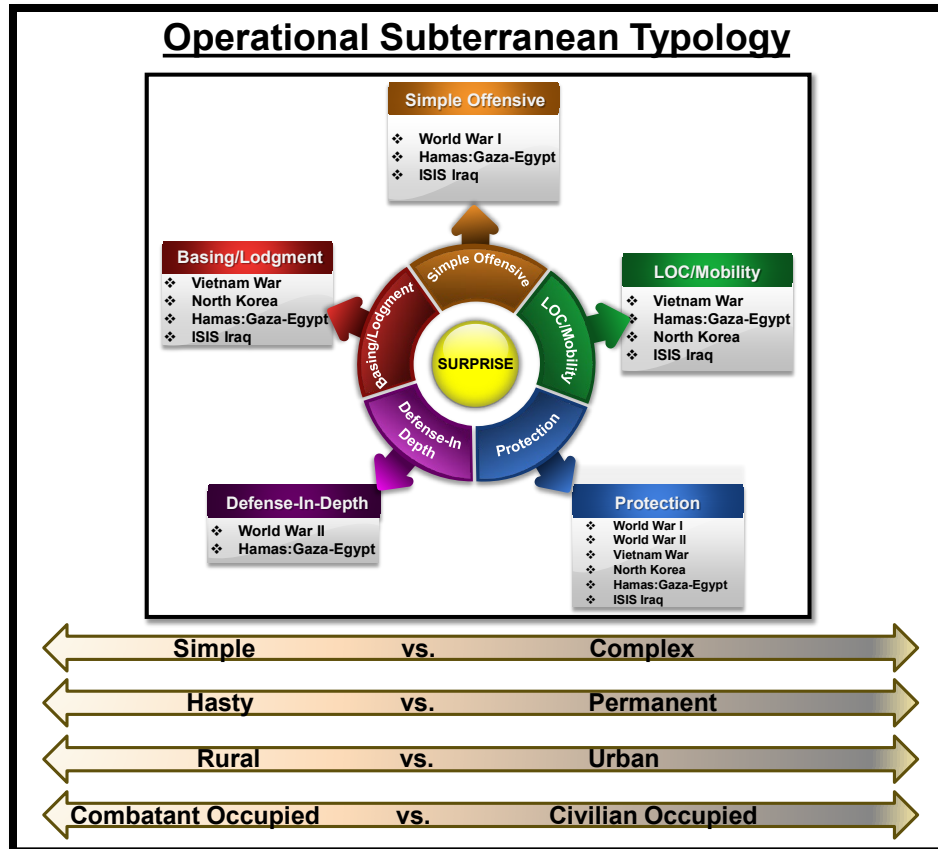 Operational Subterranean Typology
Simple Offensive
❖ World War I
❖ Hamas:Gaza-Egypt
❖ ISIS Iraq
Basing/Lodgment
❖ Vietnam War
❖ North Korea
❖ Hamas:Gaza-Egypt
❖ ISIS Iraq
LOC/Mobility
❖ Vietnam War
❖ Hamas:Gaza-Egypt
❖ North Korea
❖ ISIS Iraq
Simple Offensive
Basing/Lodgment
LOC/Mobility
SURPRISE
Defense-In
Depth
Protection
Defense-In-Depth
❖ World War II
❖ Hamas:Gaza-Egypt
Protection
❖ World War I
❖ World War II
❖ Vietnam War
❖ North Korea
❖ Hamas:Gaza-Egypt
❖ ISIS Iraq
Simple vs. Complex
Hasty vs. Permanent
Rural vs. Urban
Combatant Occupied vs. Civilian Occupied